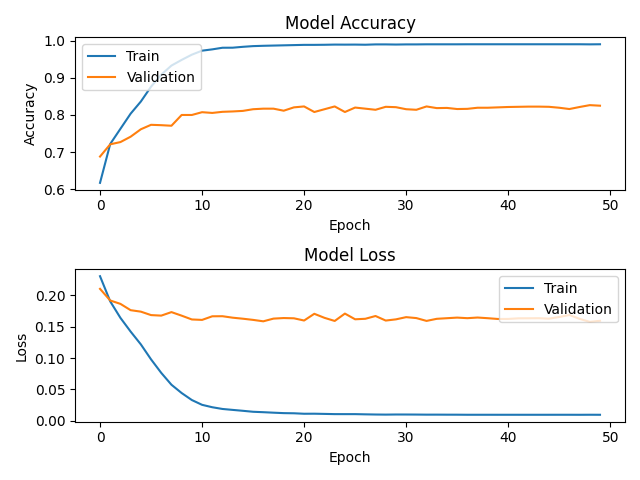 Model Accuracy
1.0
0.9
0.8
0.7
0.6
Accuracy
Train
Validation
0 10 20 30 40 50
Epoch
Model Loss
0.20
0.15
0.10
0.05
0.00
Loss
Train
Validation
0 10 20 30 40 50
Epoch